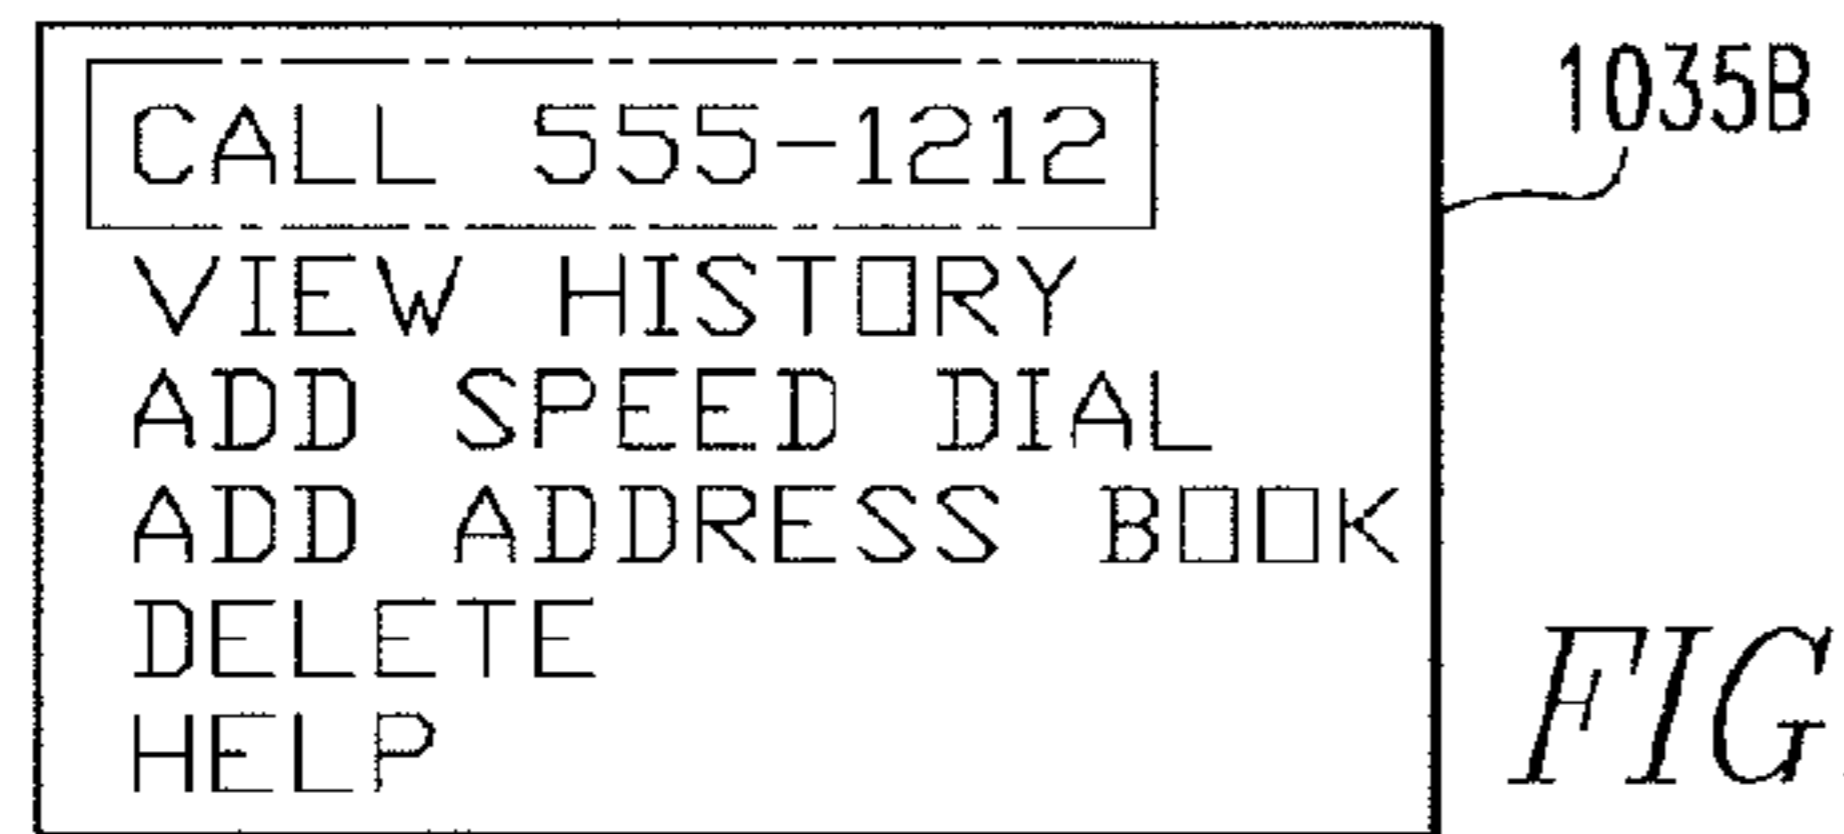 CALL 555-1212
1035B
VIEW HISTORY
ADD SPEED DIAL
ADD ADDRESS BOOK
DELETE
HELP
FIG.